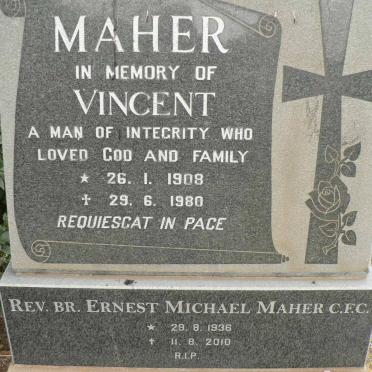 MAHER
IN MEMORY OF
VINCENT
A MAN OF INTEGRITY WHO
LOVED GOD AND FAMILY
★ 26. 1. 1908
✝ 29. 6. 1980
REQUIESCAT IN PACE
REV. BR. ERNEST MICHAEL MAHER C.F.C.
★ 29. 8. 1936
✝ 11. 8. 2010
R.I.P.